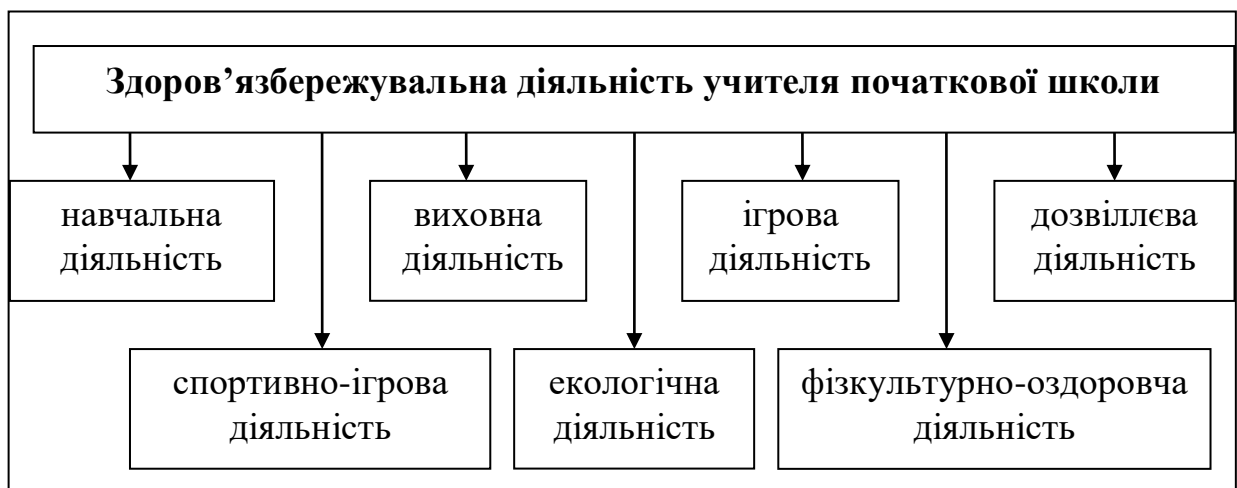 Здоров’язбережувальна діяльність учителя початкової школи
навчальна
діяльність
виховна
діяльність
ігрова
діяльність
дозвіллєва
діяльність
спортивно-ігрова
діяльність
екологічна
діяльність
фізкультурно-оздоровча
діяльність